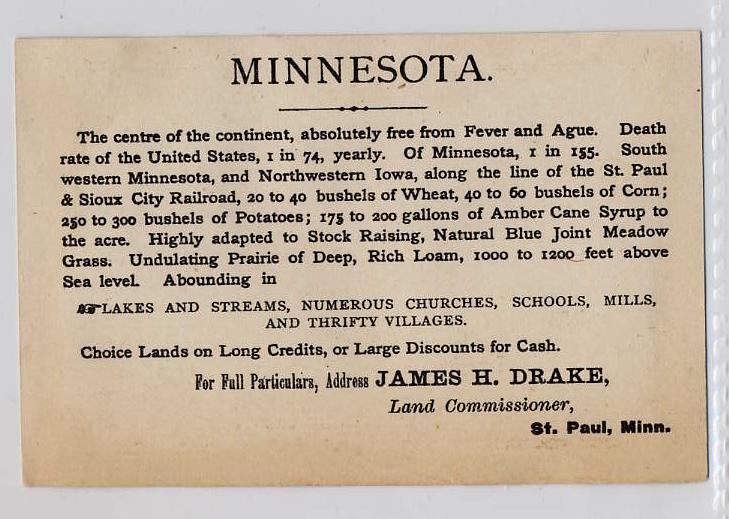 MINNESOTA.
The centre of the continent, absolutely free from Fever and Ague. Death
rate of the United States, 1 in 74, yearly. Of Minnesota, 1 in 155. South
western Minnesota, and Northwestern Iowa, along the line of the St. Paul
& Sioux City Railroad, 20 to 40 bushels of Wheat, 40 to 60 bushels of Corn;
250 to 300 bushels of Potatoes; 175 to 200 gallons of Amber Cane Syrup to
the acre. Highly adapted to Stock Raising, Natural Blue Joint Meadow
Grass. Undulating Prairie of Deep, Rich Loam, 1000 to 1200 feet above
Sea level. Abounding in
☛LAKES AND STREAMS, NUMEROUS CHURCHES, SCHOOLS, MILLS,
AND THRIFTY VILLAGES.
Choice Lands on Long Credits, or Large Discounts for Cash.
For Full Particulars, Address JAMES H. DRAKE,
Land Commissioner,
St. Paul, Minn.